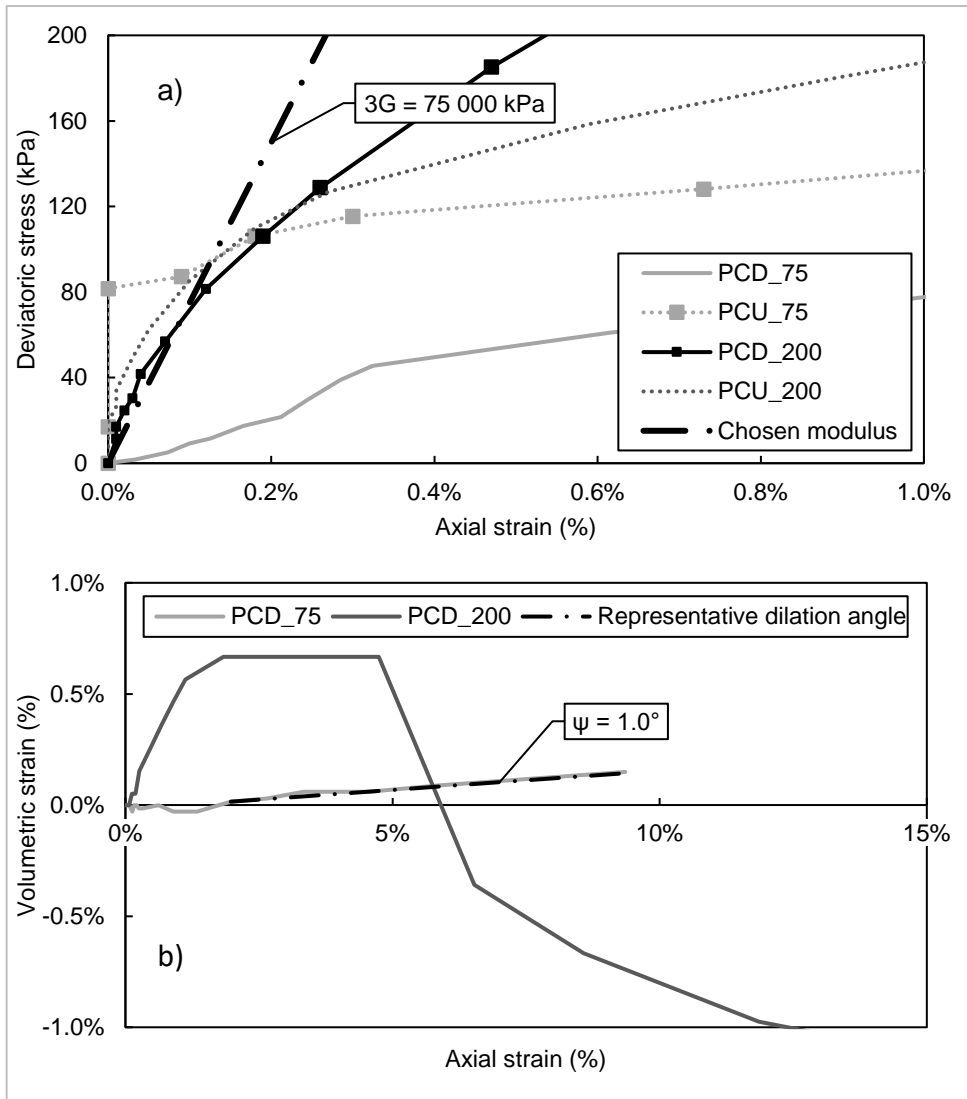 a)
Deviatoric stress (kPa)
200
160
120
80
40
0
3G = 75 000 kPa
PCD_75
PCU_75
PCD_200
PCU_200
Chosen modulus
0.0%
0.2%
0.4%
0.6%
0.8%
1.0%
Axial strain (%)
b)
Volumetric strain (%)
1.0%
0.5%
0.0%
-0.5%
-1.0%
PCD_75
PCD_200
Representative dilation angle
ψ = 1.0°
0%
5%
10%
15%
Axial strain (%)